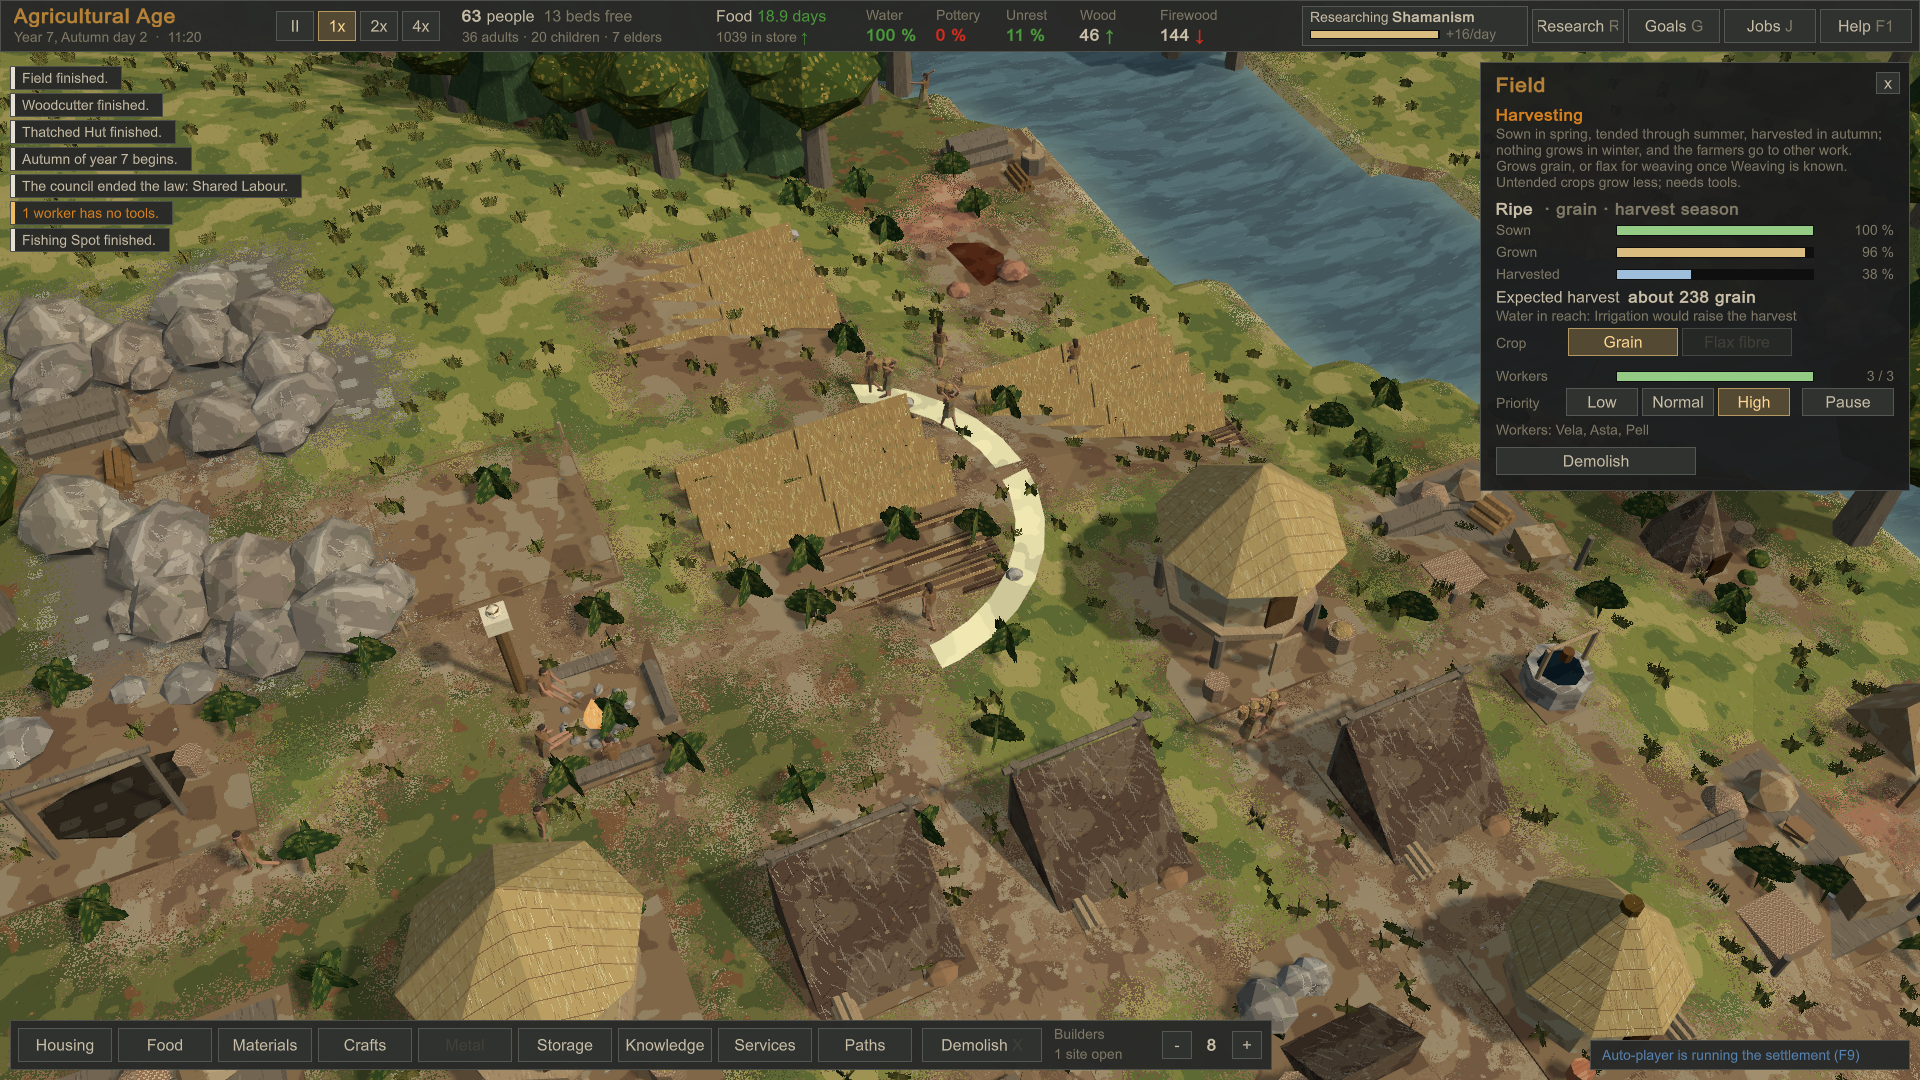 Agricultural Age
Year 7, Autumn day 2 · 11:20
II 1x 2x 4x
63 people 13 beds free
36 adults · 20 children · 7 elders
Food 18.9 days
1039 in store ↑
Water
100 %
Pottery
0 %
Unrest
11 %
Wood
46 ↑
Firewood
144 ↓
Researching Shamanism
+16/day
Research R
Goals G
Jobs J
Help F1
Field finished.
Woodcutter finished.
Thatched Hut finished.
Autumn of year 7 begins.
The council ended the law: Shared Labour.
1 worker has no tools.
Fishing Spot finished.
Field
X
Harvesting
Sown in spring, tended through summer, harvested in autumn;
nothing grows in winter, and the farmers go to other work.
Grows grain, or flax for weaving once Weaving is known.
Untended crops grow less; needs tools.
Ripe · grain · harvest season
Sown 100 %
Grown 96 %
Harvested 38 %
Expected harvest about 238 grain
Water in reach: Irrigation would raise the harvest
Crop Grain Flax fibre
Workers 3 / 3
Priority Low Normal High Pause
Workers: Vela, Asta, Pell
Demolish
Housing Food Materials Crafts Metal Storage Knowledge Services Paths Demolish X
Builders
1 site open
- 8 +
Auto-player is running the settlement (F9)